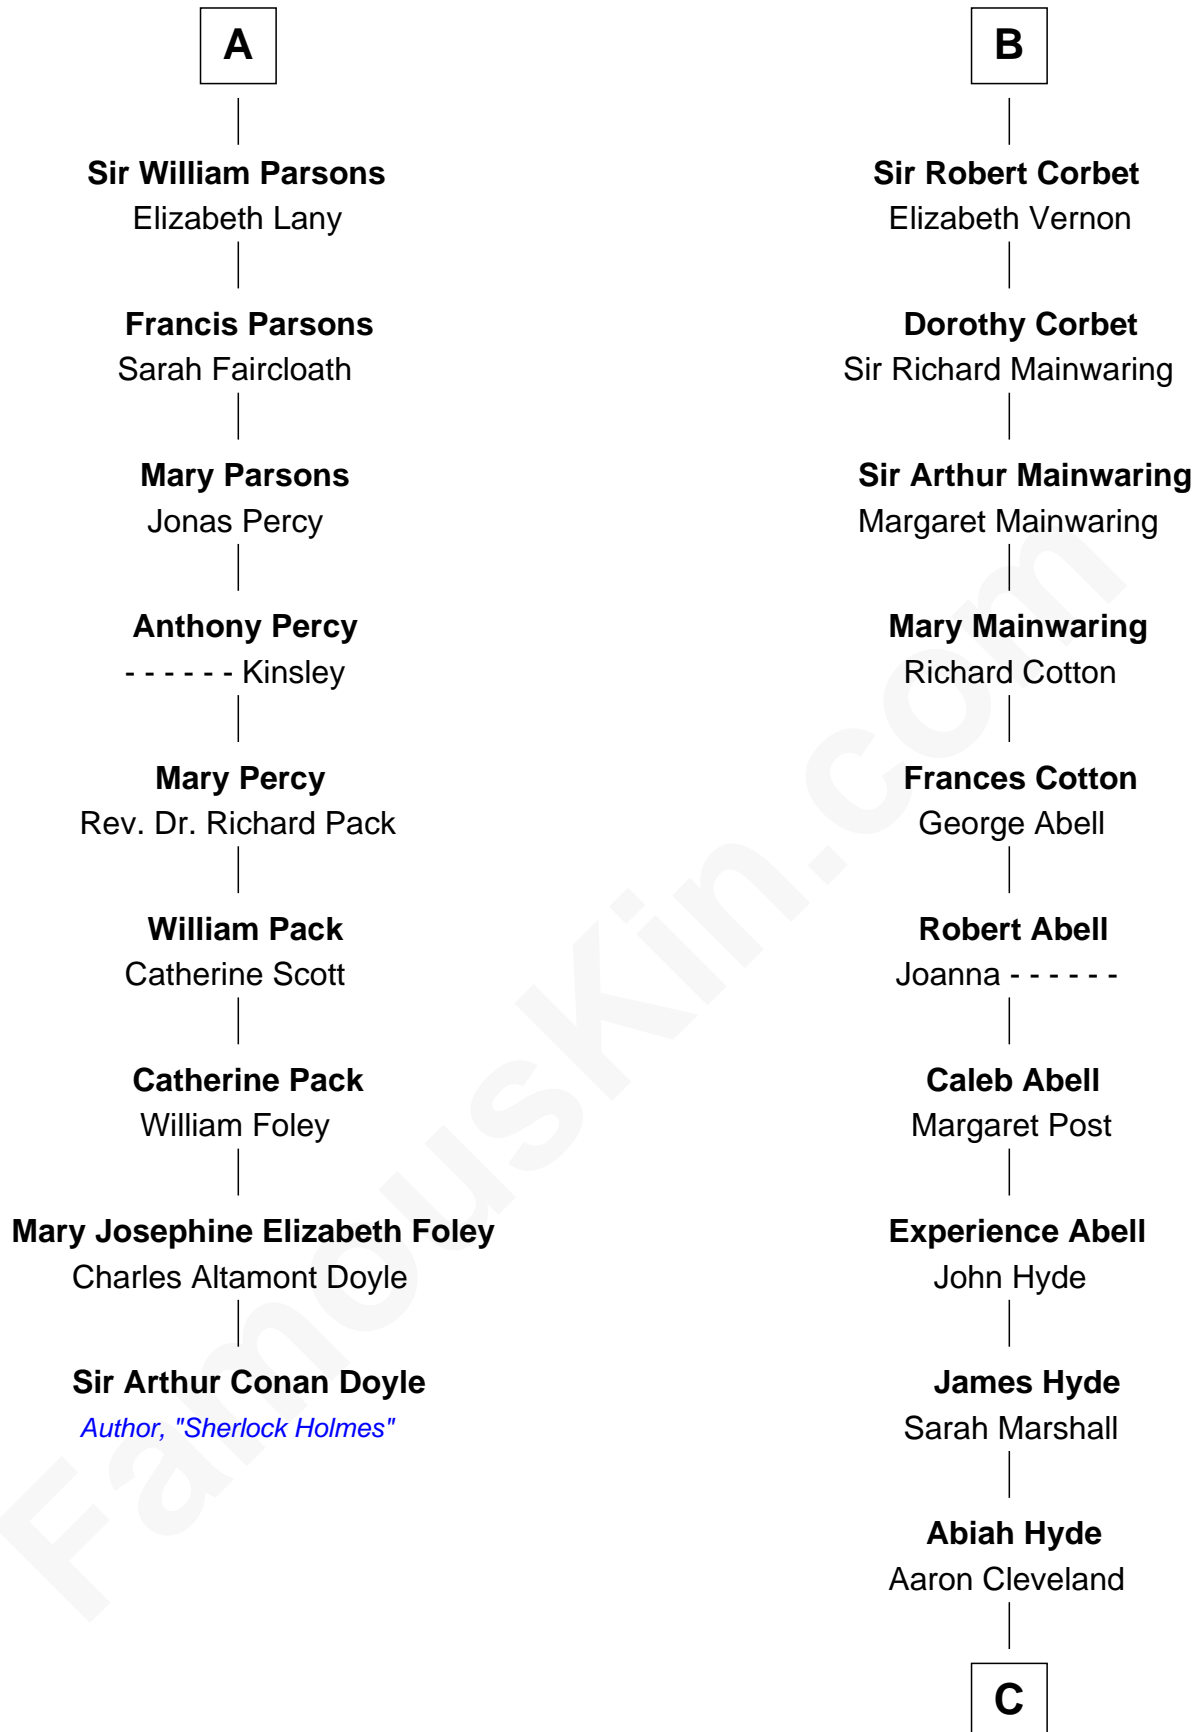 A
Sir William Parsons
Elizabeth Lany
Francis Parsons
Sarah Faircloath
Mary Parsons
Jonas Percy
Anthony Percy
- - - - - - Kinsley
Mary Percy
Rev. Dr. Richard Pack
William Pack
Catherine Scott
Catherine Pack
William Foley
Mary Josephine Elizabeth Foley
Charles Altamont Doyle
Sir Arthur Conan Doyle
Author, "Sherlock Holmes"
B
Sir Robert Corbet
Elizabeth Vernon
Dorothy Corbet
Sir Richard Mainwaring
Sir Arthur Mainwaring
Margaret Mainwaring
Mary Mainwaring
Richard Cotton
Frances Cotton
George Abell
Robert Abell
Joanna - - - - - -
Caleb Abell
Margaret Post
Experience Abell
John Hyde
James Hyde
Sarah Marshall
Abiah Hyde
Aaron Cleveland
C
FamousKin.com